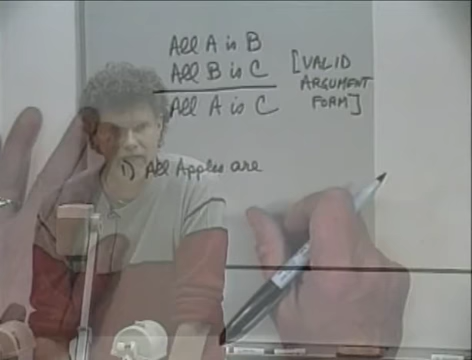 All A is B
All B is C
All A is C
[VALID
ARGUMENT
FORM]
1) All Apples are